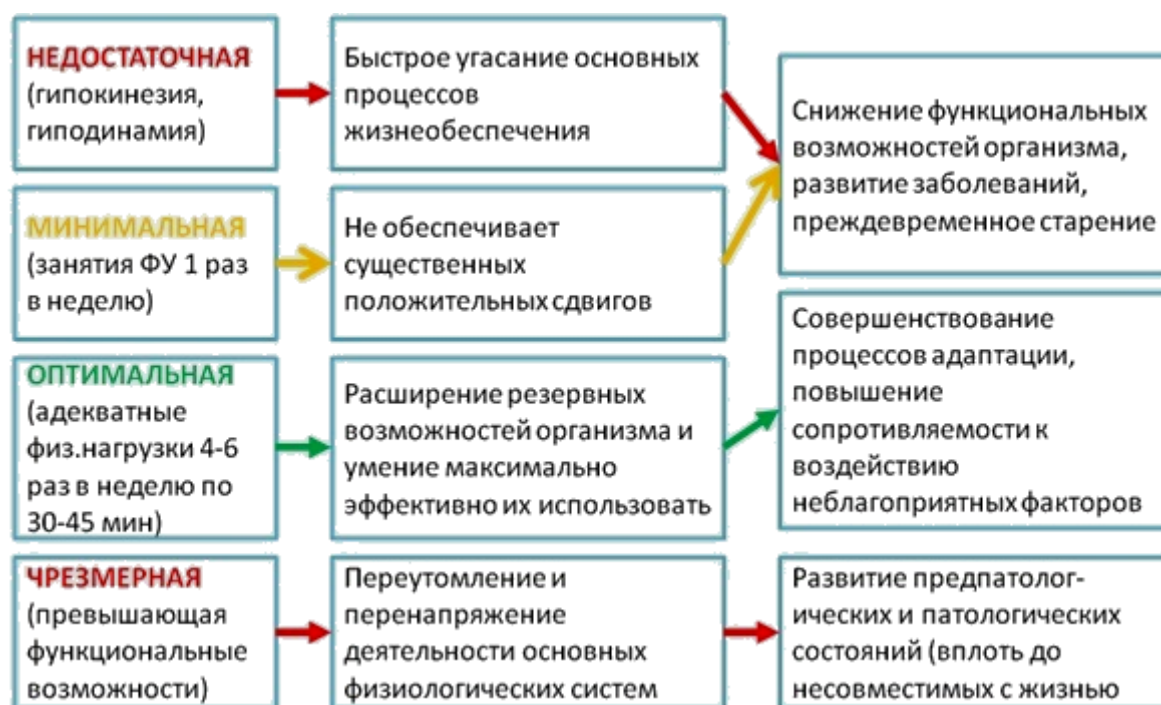 НЕДОСТАТОЧНАЯ
(гипокинезия,
гиподинамия)
Быстрое угасание основных
процессов
жизнеобеспечения
Снижение функциональных
возможностей организма,
развитие заболеваний,
преждевременное старение
МИНИМАЛЬНАЯ
(занятия ФУ 1 раз
в неделю)
Не обеспечивает
существенных
положительных сдвигов
ОПТИМАЛЬНАЯ
(адекватные
физ.нагрузки 4-6
раз в неделю по
30-45 мин)
Расширение резервных
возможностей организма и
умение максимально
эффективно их использовать
Совершенствование
процессов адаптации,
повышение
сопротивляемости к
воздействию
неблагоприятных факторов
ЧРЕЗМЕРНАЯ
(превышающая
функциональные
возможности)
Переутомление и
перенапряжение
деятельности основных
физиологических систем
Развитие предпатолог-
ических и патологических
состояний (вплоть до
несовместимых с жизнью